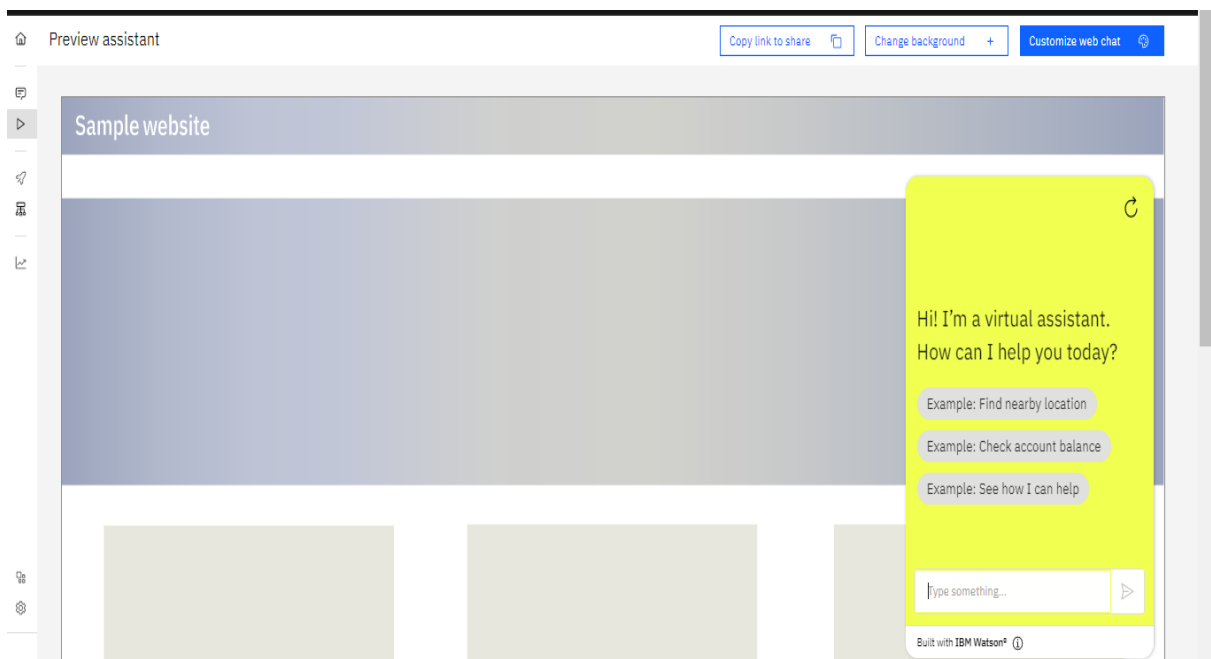 Preview assistant
Copy link to share
Change background +
Customize web chat
Sample website
Hi! I'm a virtual assistant.
How can I help you today?
Example: Find nearby location
Example: Check account balance
Example: See how I can help
Type something...
Built with IBM Watson®